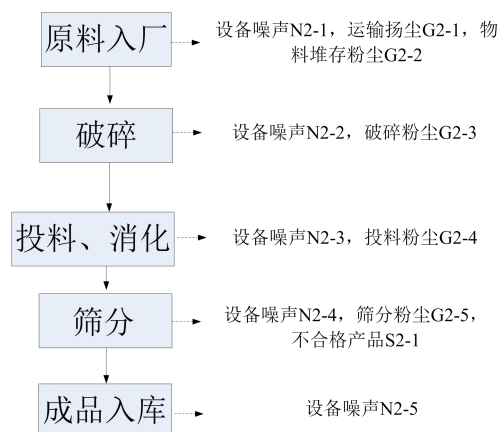 原料入厂
设备噪声N2-1，运输扬尘G2-1，物
料堆存粉尘G2-2
破碎
设备噪声N2-2，破碎粉尘G2-3
投料、消化
设备噪声N2-3，投料粉尘G2-4
筛分
设备噪声N2-4，筛分粉尘G2-5，
不合格产品S2-1
成品入库
设备噪声N2-5